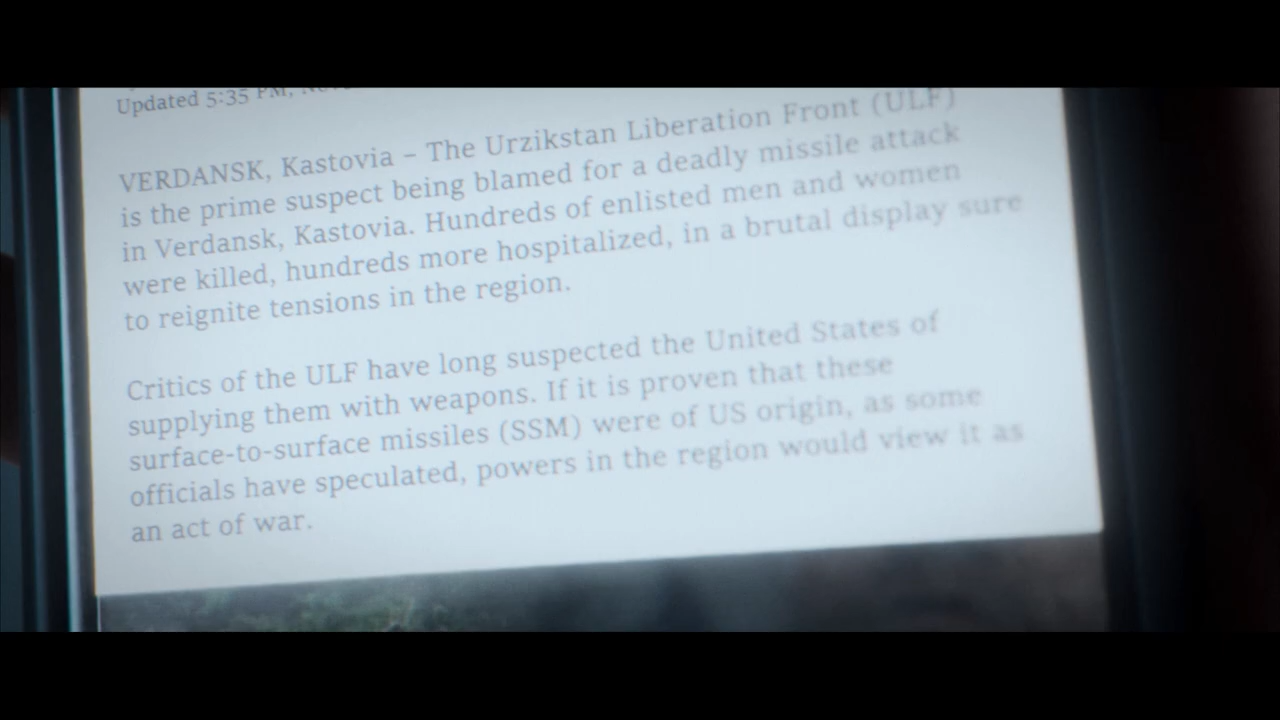 Updated 5:35 PM,
VERDANSK, Kastovia – The Urzikstan Liberation Front (ULF)
is the prime suspect being blamed for a deadly missile attack
in Verdansk, Kastovia. Hundreds of enlisted men and women
were killed, hundreds more hospitalized, in a brutal display sure
to reignite tensions in the region.
Critics of the ULF have long suspected the United States of
supplying them with weapons. If it is proven that these
surface-to-surface missiles (SSM) were of US origin, as some
officials have speculated, powers in the region would view it as
an act of war.